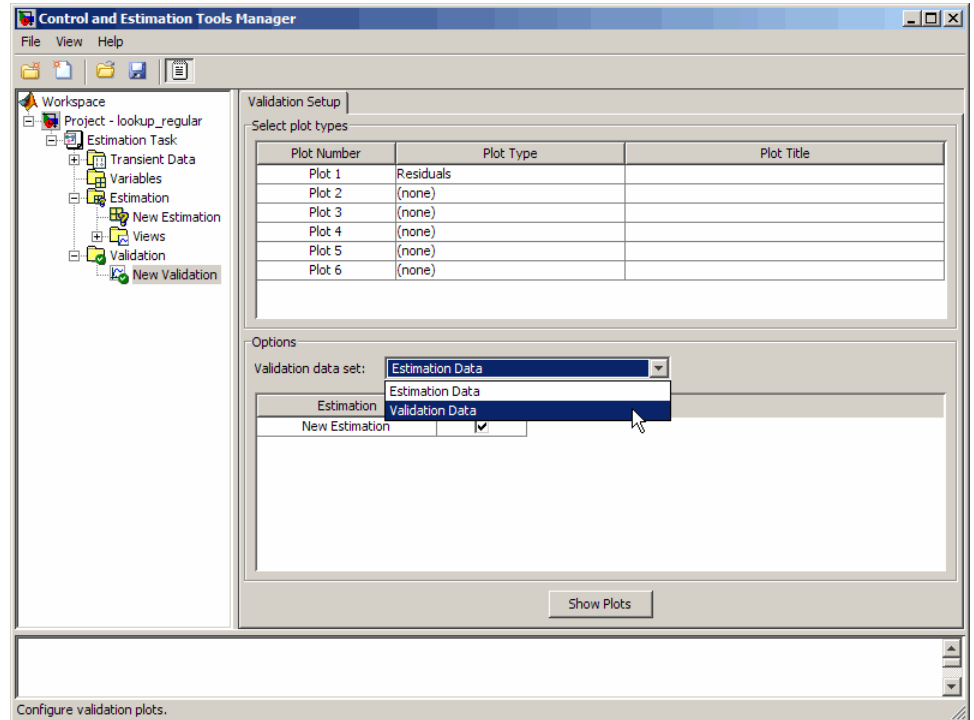 Control and Estimation Tools Manager
File View Help
Workspace
Project - lookup_regular
Estimation Task
Transient Data
Variables
Estimation
New Estimation
Views
Validation
New Validation
Validation Setup
Select plot types
Plot Number Plot Type Plot Title
Plot 1 Residuals
Plot 2 (none)
Plot 3 (none)
Plot 4 (none)
Plot 5 (none)
Plot 6 (none)
Options
Validation data set: Estimation Data
Estimation Data
Estimation Validation Data
New Estimation
Show Plots
Configure validation plots.